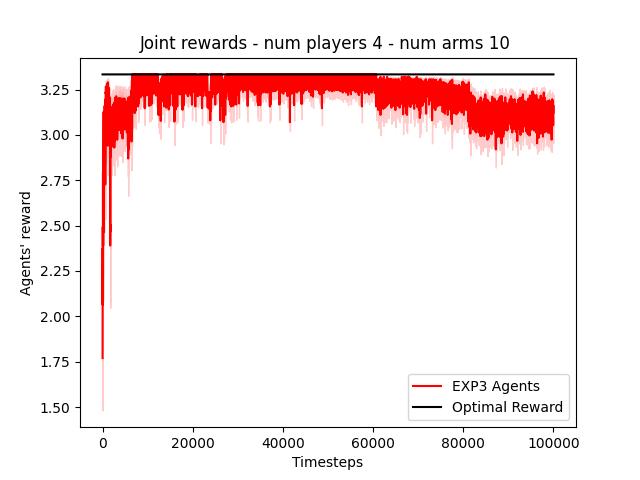 Joint rewards - num players 4 - num arms 10
Agents' reward
3.25
3.00
2.75
2.50
2.25
2.00
1.75
1.50
EXP3 Agents
Optimal Reward
0
20000
40000
60000
80000
100000
Timesteps